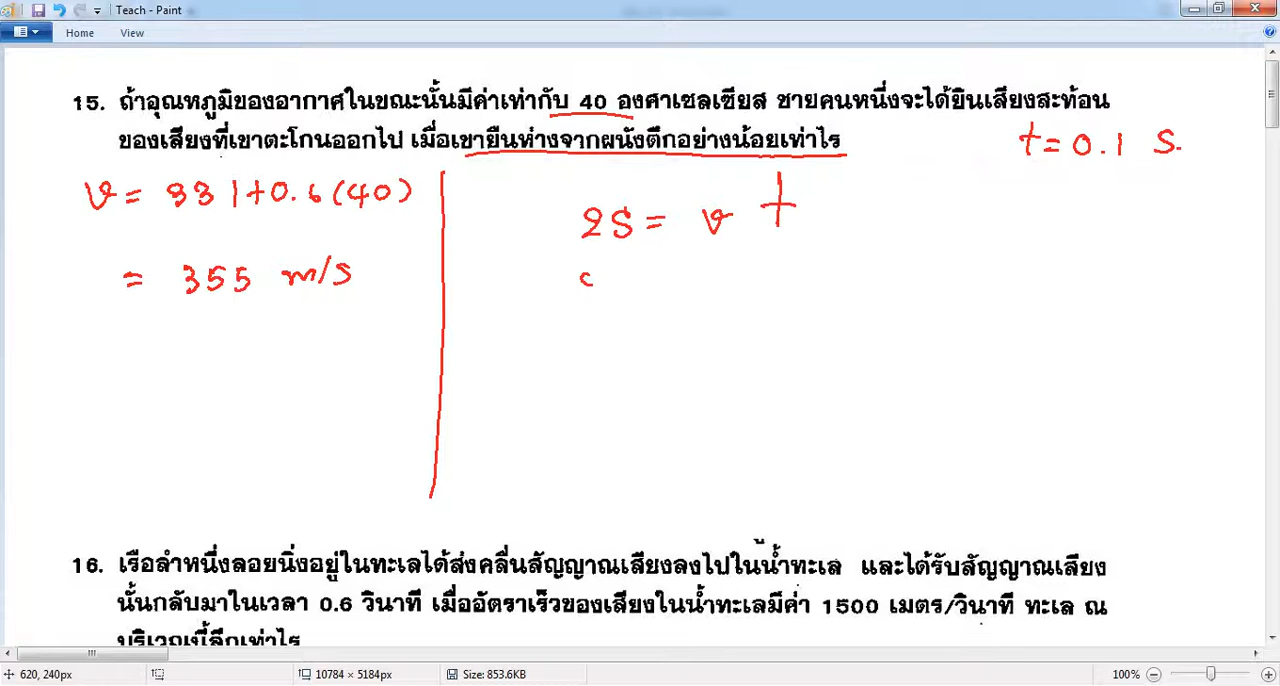 Teach - Paint
Home View
15. ถ้าอุณหภูมิของอากาศในขณะนั้นมีค่าเท่ากับ 40 องศาเซลเซียส ชายคนหนึ่งจะได้ยินเสียงสะท้อน
ของเสียงที่เขาตะโกนออกไป เมื่อเขายืนห่างจากผนังตึกอย่างน้อยเท่าไร
t = 0.1 s.
v = 331+0.6(40)
= 355 m/s
2S = v t
16. เรือลำหนึ่งลอยนิ่งอยู่ในทะเลได้ส่งคลื่นสัญญาณเสียงลงไปในน้ำทะเล และได้รับสัญญาณเสียง
นั้นกลับมาในเวลา 0.6 วินาที เมื่ออัตราเร็วของเสียงในน้ำทะเลมีค่า 1500 เมตร/วินาที ทะเล ณ
บริเวณนี้ลึกเท่าไร
620, 240px 10784 × 5184px Size: 853.6KB 100%